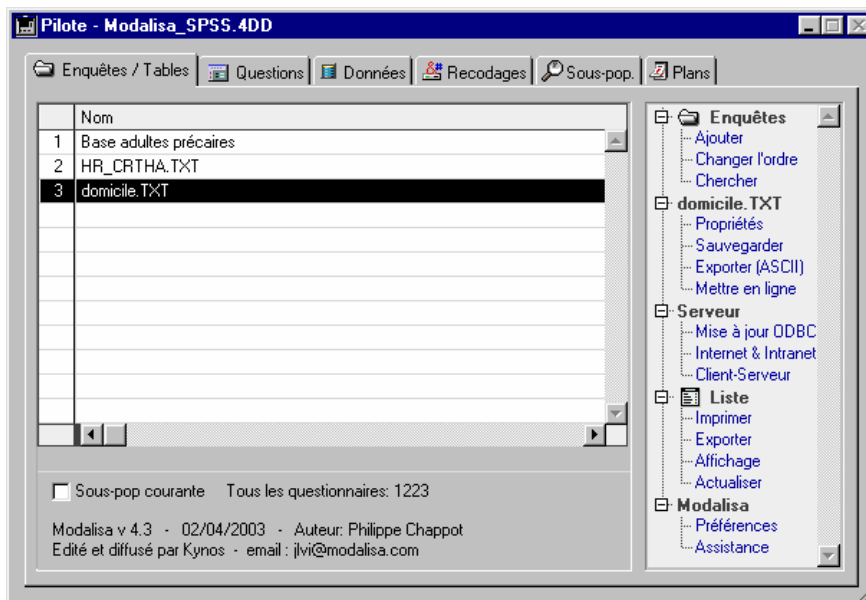 Pilote - Modalisa_SPSS.4DD
Enquêtes / Tables
Questions
Données
Recodages
Sous-pop.
Plans
Nom
1 Base adultes précaires
2 HR_CRTHA.TXT
3 domicile.TXT
Enquêtes
Ajouter
Changer l'ordre
Chercher
domicile.TXT
Propriétés
Sauvegarder
Exporter (ASCII)
Mettre en ligne
Serveur
Mise à jour ODBC
Internet & Intranet
Client-Serveur
Liste
Imprimer
Exporter
Affichage
Actualiser
Modalisa
Préférences
Assistance
Sous-pop courante Tous les questionnaires: 1223
Modalisa v 4.3 - 02/04/2003 - Auteur: Philippe Chappot
Edité et diffusé par Kynos - email : jlvi@modalisa.com